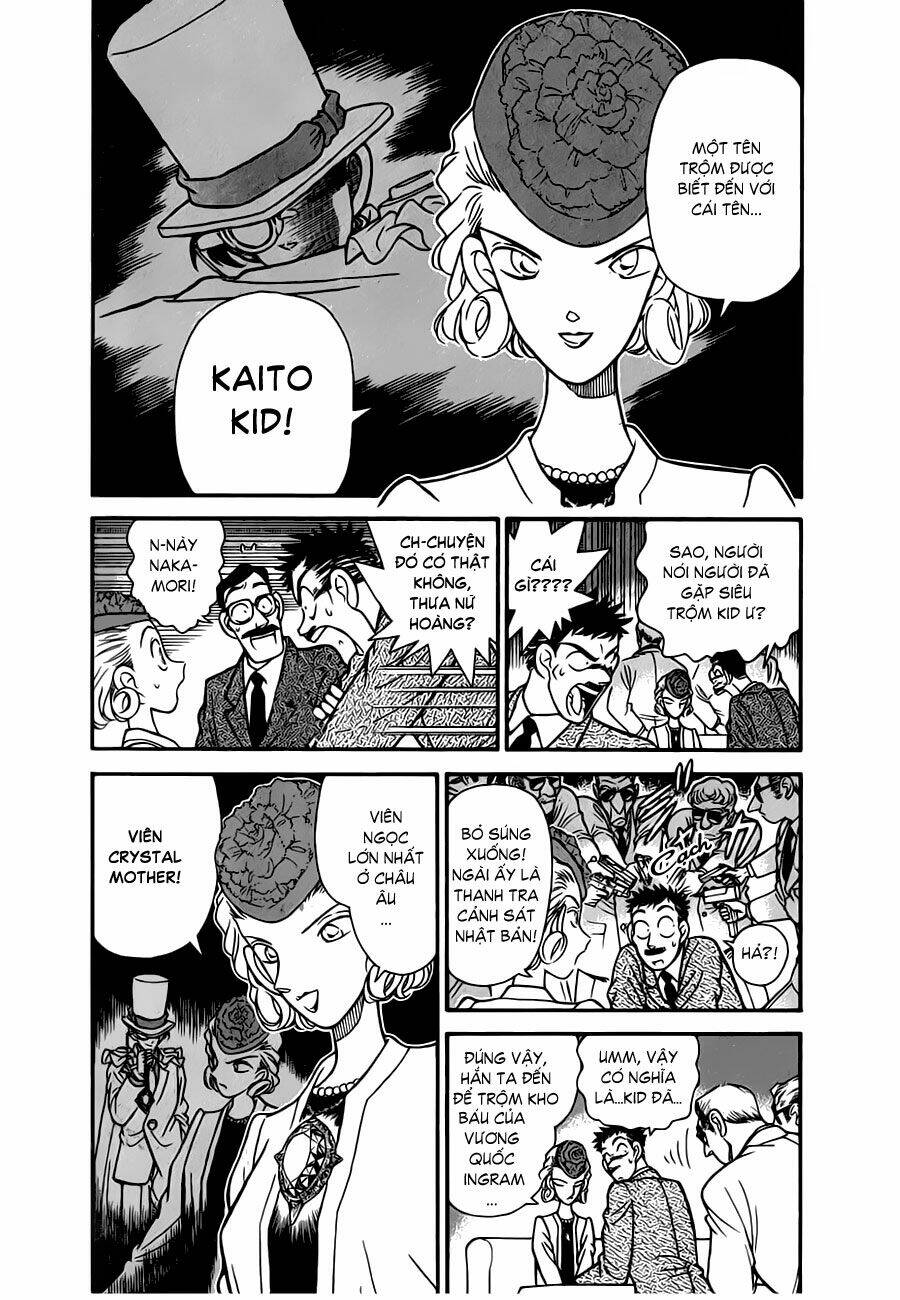 MỘT TÊN
TRỘM ĐƯỢC
BIẾT ĐẾN VỚI
CÁI TÊN...
KAITO
KID!
SAO, NGƯỜI
NÓI NGƯỜI ĐÃ
GẶP SIÊU
TRỘM KID Ư?
CÁI
GÌ????
CH-CHUYỆN
ĐÓ CÓ THẬT
KHÔNG,
THƯA NỮ
HOÀNG?
N-NÀY
NAKA-
MORI!
Cạch
HẢ?!
BỎ SÚNG
XUỐNG!
NGÀI ẤY LÀ
THANH TRA
CẢNH SÁT
NHẬT BẢN!
UMM, VẬY
CÓ NGHĨA
LÀ...KID ĐÃ...
ĐÚNG VẬY,
HẮN TA ĐẾN
ĐỂ TRỘM KHO
BÁU CỦA
VƯƠNG
QUỐC
INGRAM
...
VIÊN
NGỌC
LỚN NHẤT
Ở CHÂU
ÂU
...
VIÊN
CRYSTAL
MOTHER!